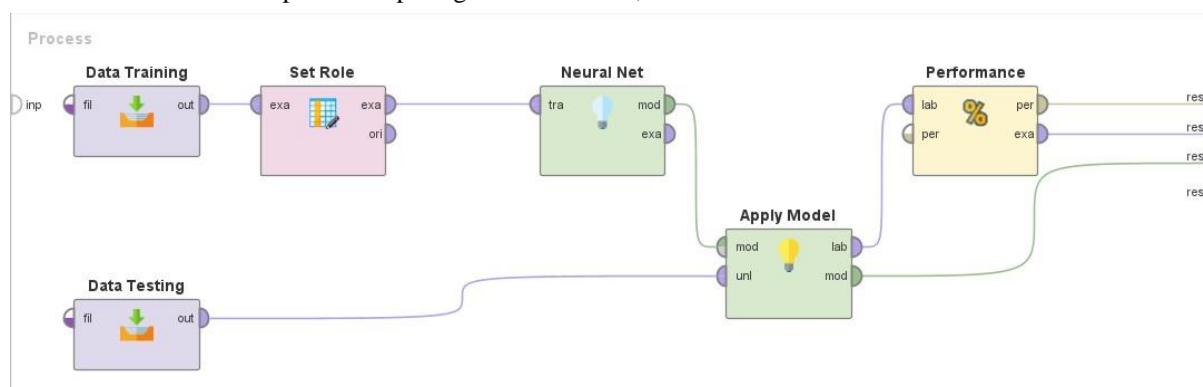 Process
Data Training
Set Role
Neural Net
Performance
inp
fil
out
exa
exa
ori
tra
mod
exa
lab
per
per
exa
res
res
res
res
Apply Model
mod
unl
lab
mod
Data Testing
fil
out
%